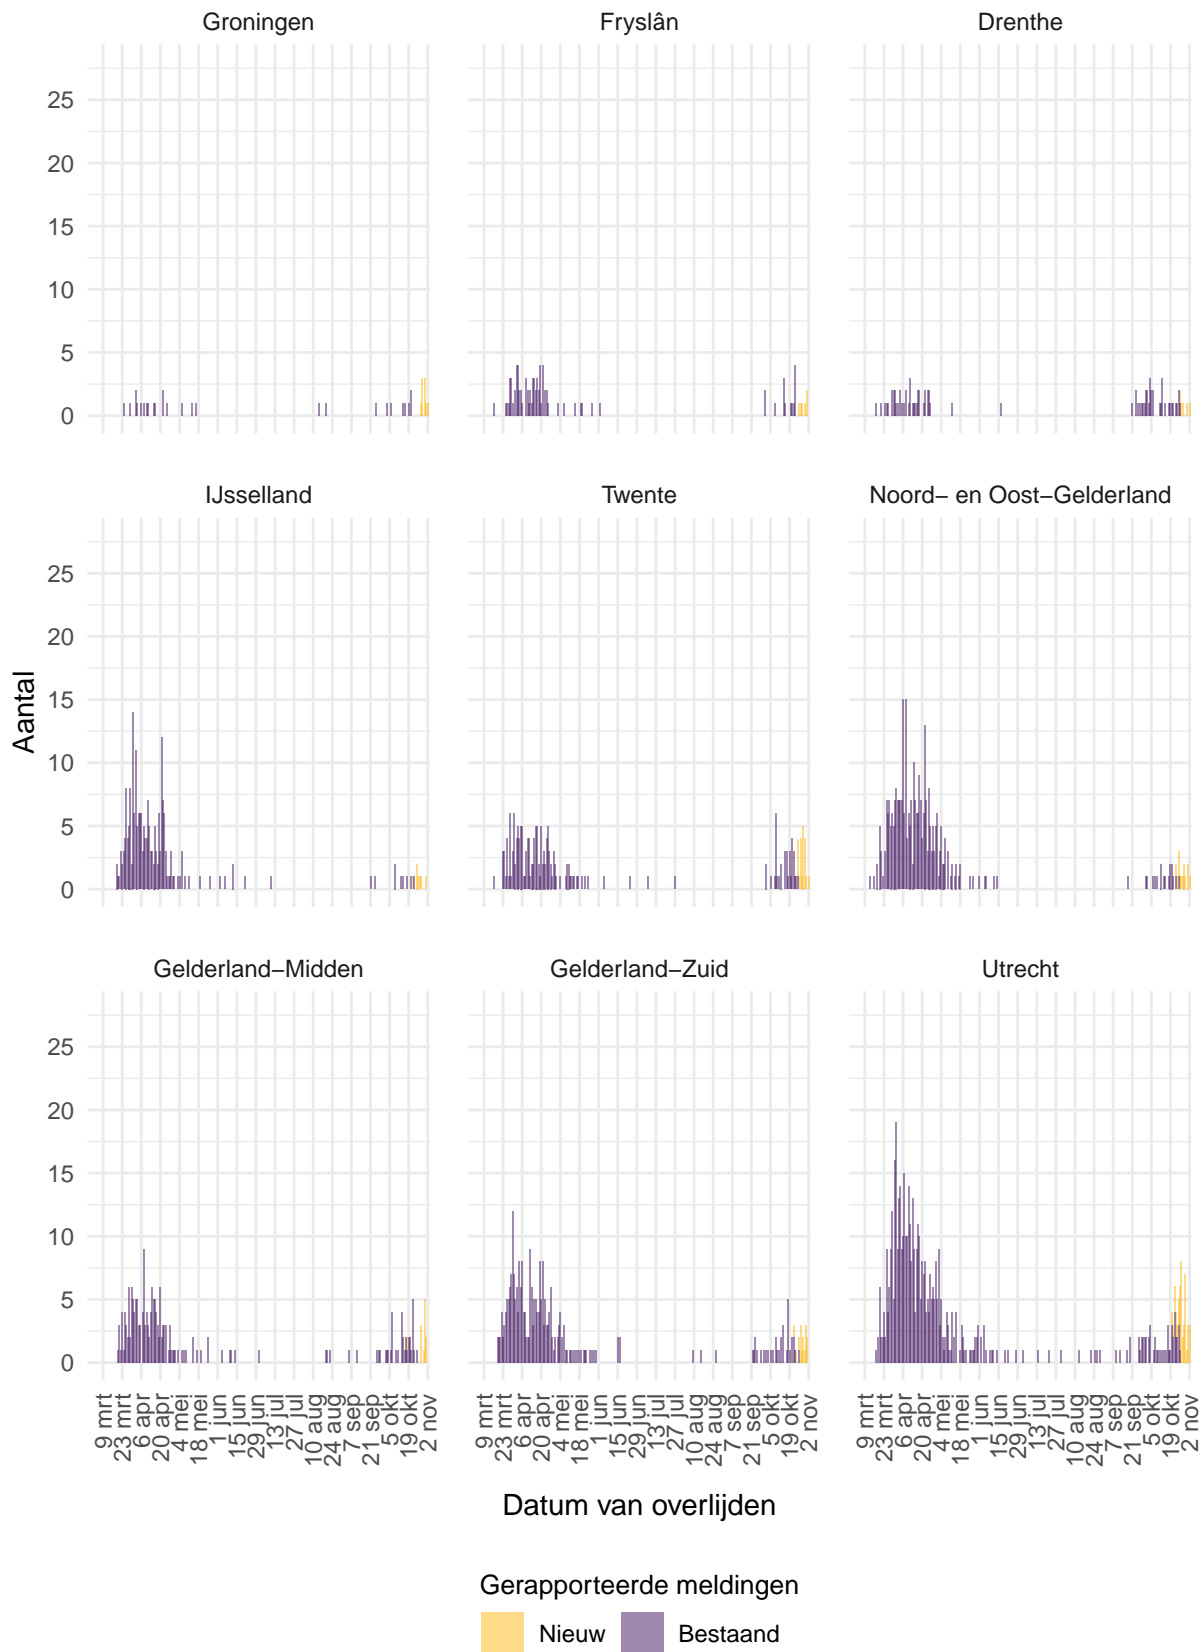 Groningen
Fryslân
Drenthe
25
20
15
10
5
0
IJsselland
Twente
Noord− en Oost−Gelderland
25
20
15
10
5
0
Aantal
Gelderland−Midden
Gelderland−Zuid
Utrecht
25
20
15
10
5
0
9 mrt
23 mrt
6 apr
20 apr
4 mei
18 mei
1 jun
15 jun
29 jun
13 jul
27 jul
10 aug
24 aug
7 sep
21 sep
5 okt
19 okt
2 nov
9 mrt
23 mrt
6 apr
20 apr
4 mei
18 mei
1 jun
15 jun
29 jun
13 jul
27 jul
10 aug
24 aug
7 sep
21 sep
5 okt
19 okt
2 nov
9 mrt
23 mrt
6 apr
20 apr
4 mei
18 mei
1 jun
15 jun
29 jun
13 jul
27 jul
10 aug
24 aug
7 sep
21 sep
5 okt
19 okt
2 nov
Datum van overlijden
Gerapporteerde meldingen
Nieuw
Bestaand